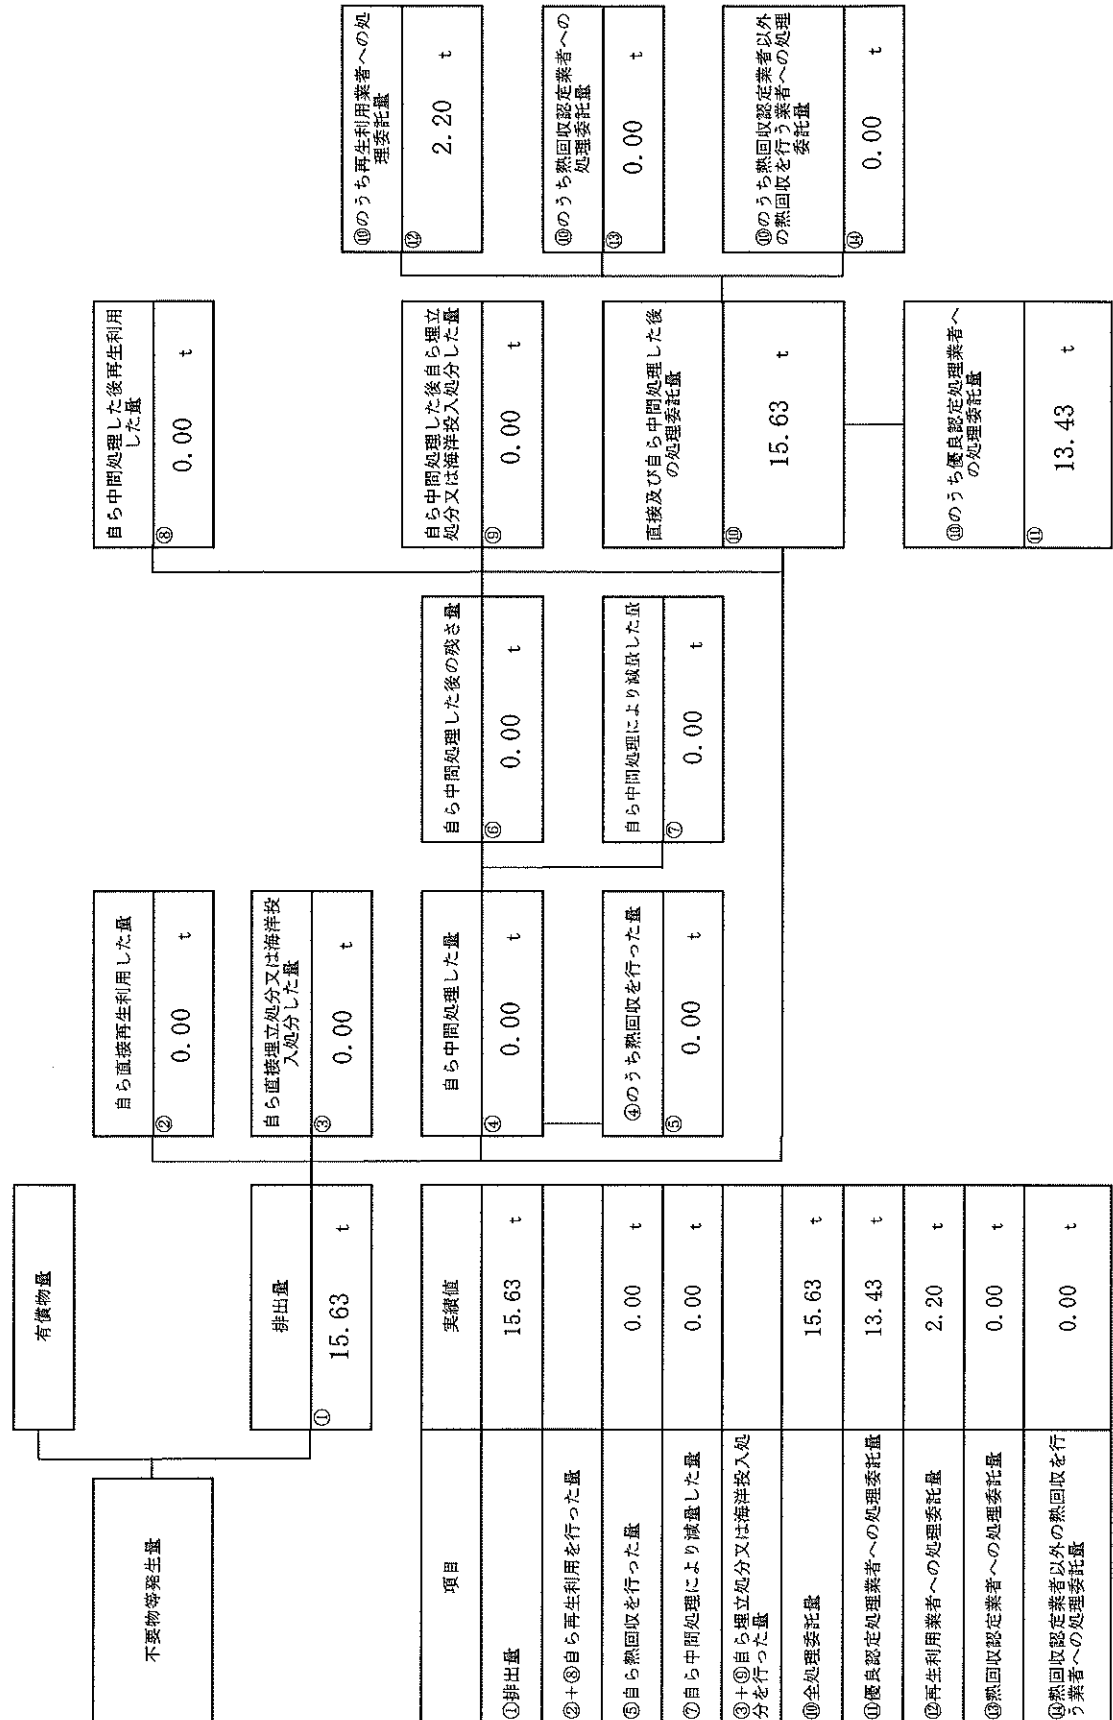 有償物量
不要物等発生量
排出量
①
15.63 t
自ら直接再生利用した量
②
0.00 t
自ら直接埋立処分又は海洋投
入処分した量
③
0.00 t
自ら中間処理した量
④
0.00 t
④のうち熱回収を行った量
⑤
0.00 t
自ら中間処理した後の残さ量
⑥
0.00 t
自ら中間処理により減量した量
⑦
0.00 t
自ら中間処理した後再生利用
した量
⑧
0.00 t
自ら中間処理した後自ら埋立
処分又は海洋投入処分した量
⑨
0.00 t
直接及び自ら中間処理した後
の処理委託量
⑩
15.63 t
⑩のうち優良認定処理業者へ
の処理委託量
⑪
13.43 t
⑩のうち再生利用業者への処
理委託量
⑫
2.20 t
⑩のうち熱回収認定業者への
処理委託量
⑬
0.00 t
⑩のうち熱回収認定業者以外
の熱回収を行う業者への処理
委託量
⑭
0.00 t
項目 実績値
①排出量 15.63 t
②+⑧自ら再生利用を行った量
⑤自ら熱回収を行った量 0.00 t
⑦自ら中間処理により減量した量 0.00 t
③+⑨自ら埋立処分又は海洋投入処
分を行った量
⑩全処理委託量 15.63 t
⑪優良認定処理業者への処理委託量 13.43 t
⑫再生利用業者への処理委託量 2.20 t
⑬熱回収認定業者への処理委託量 0.00 t
⑭熱回収認定業者以外の熱回収を行
う業者への処理委託量 0.00 t